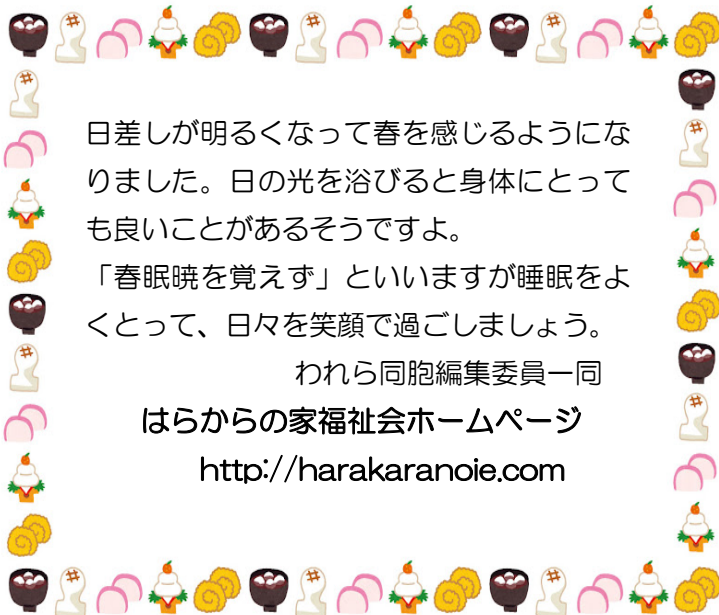 日差しが明るくなって春を感じるようにな
りました。日の光を浴びると身体にとって
も良いことがあるそうですよ。
「春眠暁を覚えず」といいますが睡眠をよ
くとって、日々を笑顔で過ごしましょう。
われら同胞編集委員一同
はらからの家福祉会ホームページ
http://harakaranoie.com